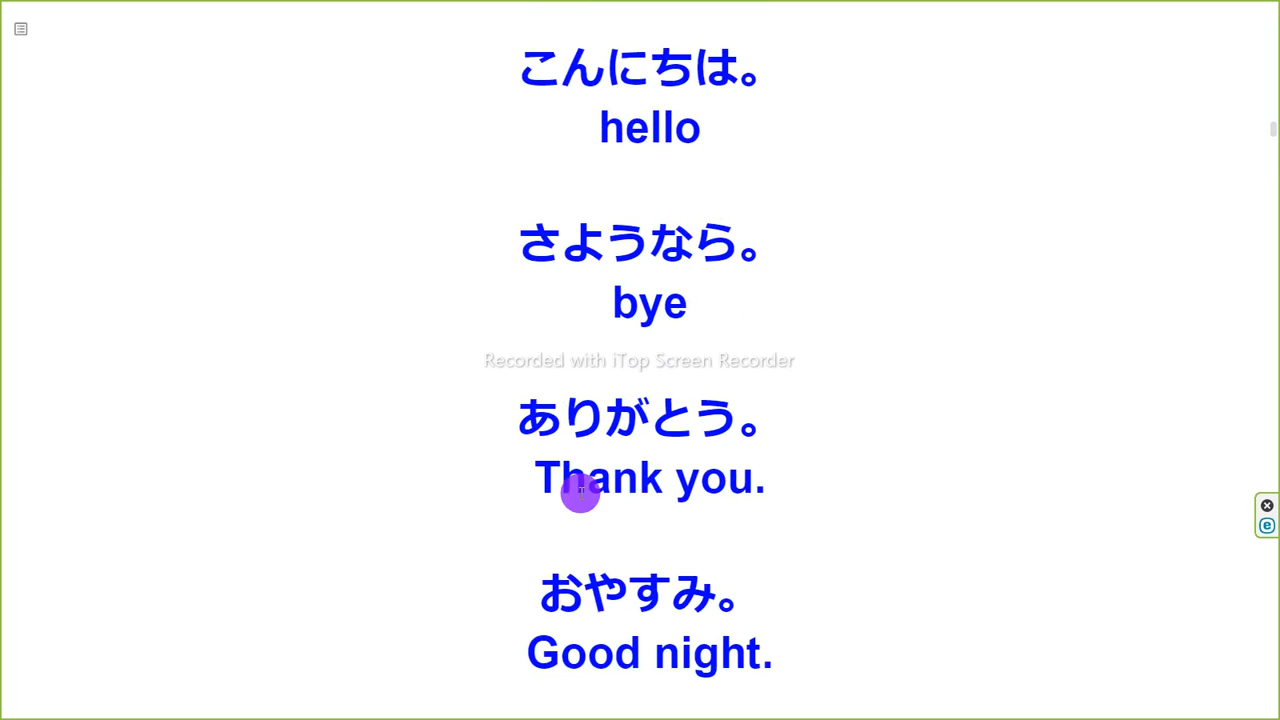 こんにちは。
hello
さようなら。
bye
Recorded with iTop Screen Recorder
ありがとう。
Thank you.
おやすみ。
Good night.
e